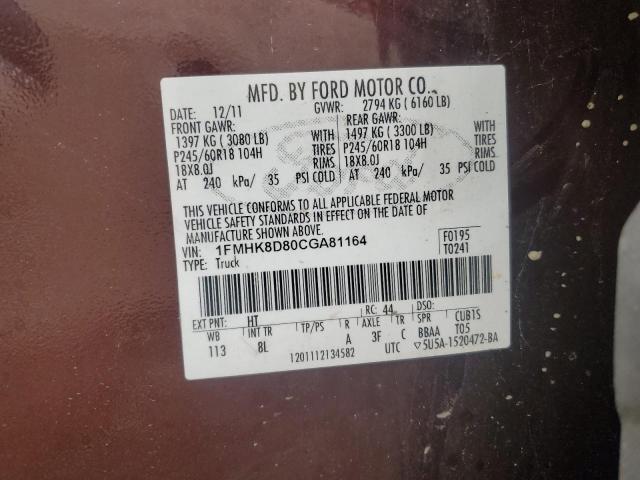 MFD. BY FORD MOTOR CO.
DATE: 12/11 GVWR: 2794 KG ( 6160 LB)
FRONT GAWR: REAR GAWR:
1397 KG ( 3080 LB) WITH 1497 KG ( 3300 LB) WITH
P245/60R18 104H TIRES P245/60R18 104H TIRES
18X8.0J RIMS 18X8.0J RIMS
AT 240 kPa/ 35 PSI COLD AT 240 kPa/ 35 PSI COLD
THIS VEHICLE CONFORMS TO ALL APPLICABLE FEDERAL MOTOR
VEHICLE SAFETY STANDARDS IN EFFECT ON THE DATE OF
MANUFACTURE SHOWN ABOVE.
VIN: 1FMHK8D80CGA81164 F0195
TYPE: Truck T0241
EXT PNT: HT RC: 44 DSO:
WB INT TR TP/PS R AXLE TR SPR CUB1S
113 8L A 3F C BBAA T05
1201112134582 UTC ▽5U5A-1520472-BA
Ford